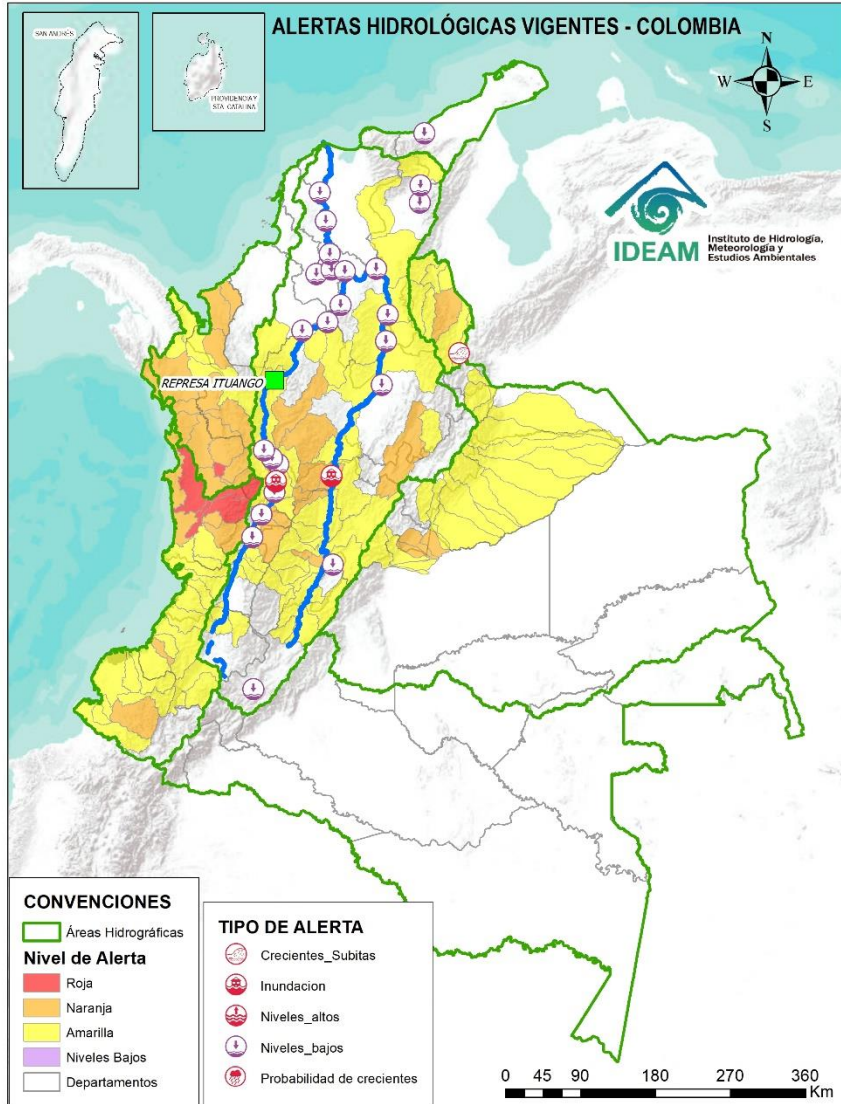 ALERTAS HIDROLÓGICAS VIGENTES - COLOMBIA
SAN ANDRÉS
PROVIDENCIA Y
STA. CATALINA
N
W
E
S
IDEAM
Instituto de Hidrología,
Meteorología y
Estudios Ambientales
REPRESA ITUANGO
CONVENCIONES
Áreas Hidrográficas
Nivel de Alerta
Roja
Naranja
Amarilla
Niveles Bajos
Departamentos
TIPO DE ALERTA
Crecientes_Subitas
Inundacion
Niveles_altos
Niveles_bajos
Probabilidad de crecientes
0 45 90 180 270 360
Km